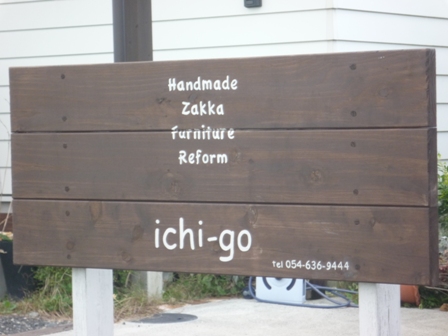 Handmade
Zakka
Furniture
Reform
ichi-go
Tel 054-636-9444